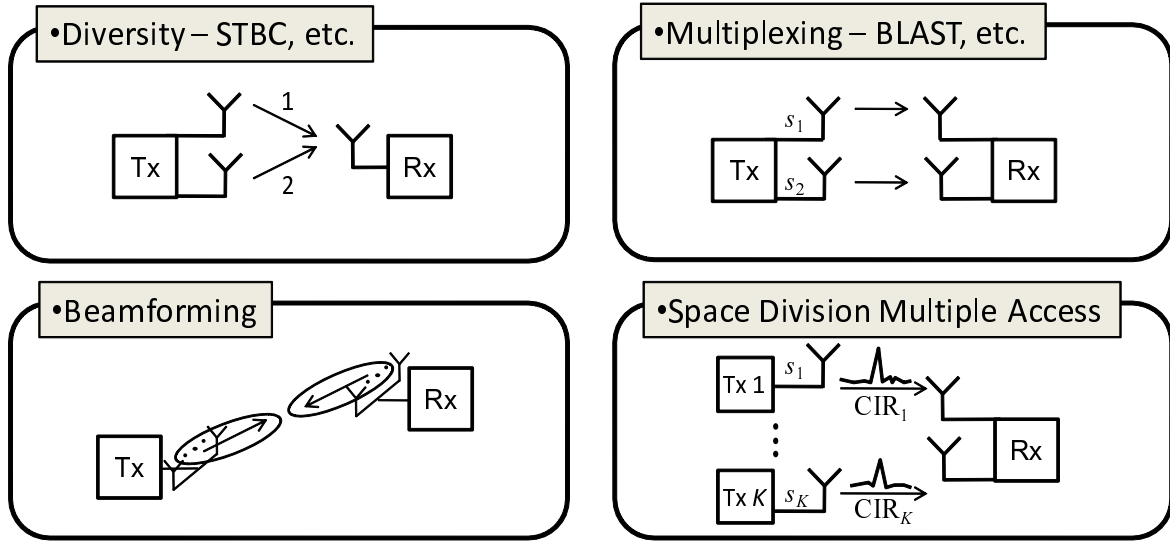 •Diversity – STBC, etc.
1
Tx
Rx
2
•Multiplexing – BLAST, etc.
s1
Tx
Rx
s2
•Beamforming
Rx
Tx
•Space Division Multiple Access
Tx 1
s1
CIR1
Rx
Tx K
sK
CIRK